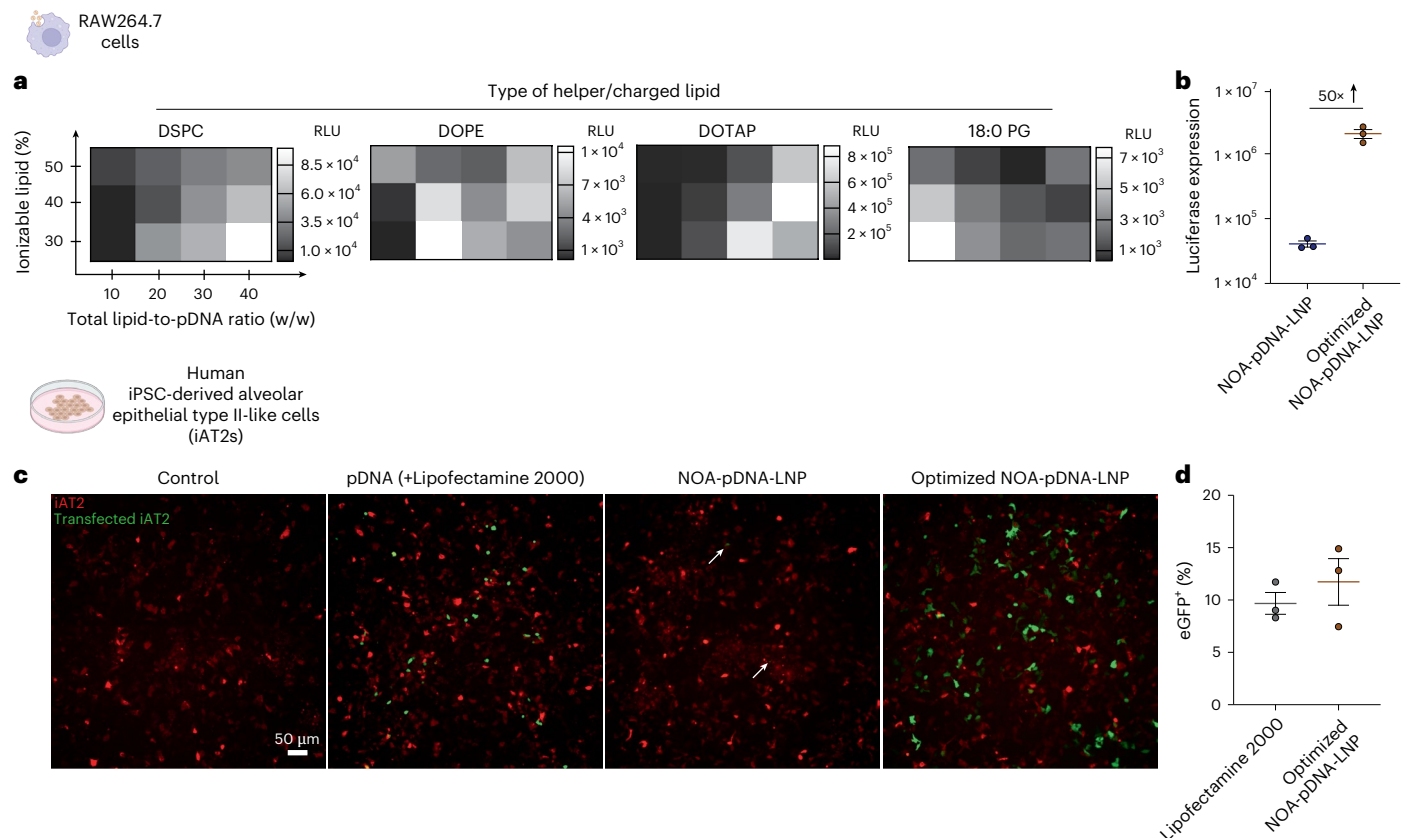 RAW264.7
cells
a
Type of helper/charged lipid
DSPC
RLU
DOPE
RLU
DOTAP
RLU
18:0 PG
RLU
Ionizable lipid (%)
50
40
30
10
20
30
40
Total lipid-to-pDNA ratio (w/w)
8.5 × 10⁴
6.0 × 10⁴
3.5 × 10⁴
1.0 × 10⁴
1 × 10⁴
7 × 10³
4 × 10³
1 × 10³
8 × 10⁵
6 × 10⁵
4 × 10⁵
2 × 10⁵
7 × 10³
5 × 10³
3 × 10³
1 × 10³
b
Luciferase expression
1 × 10⁷
1 × 10⁶
1 × 10⁵
1 × 10⁴
50× ↑
NOA-pDNA-LNP
Optimized
NOA-pDNA-LNP
Human
iPSC-derived alveolar
epithelial type II-like cells
(iAT2s)
c
Control
pDNA (+Lipofectamine 2000)
NOA-pDNA-LNP
Optimized NOA-pDNA-LNP
iAT2
Transfected iAT2
50 µm
d
eGFP⁺ (%)
20
15
10
5
0
Lipofectamine 2000
Optimized
NOA-pDNA-LNP